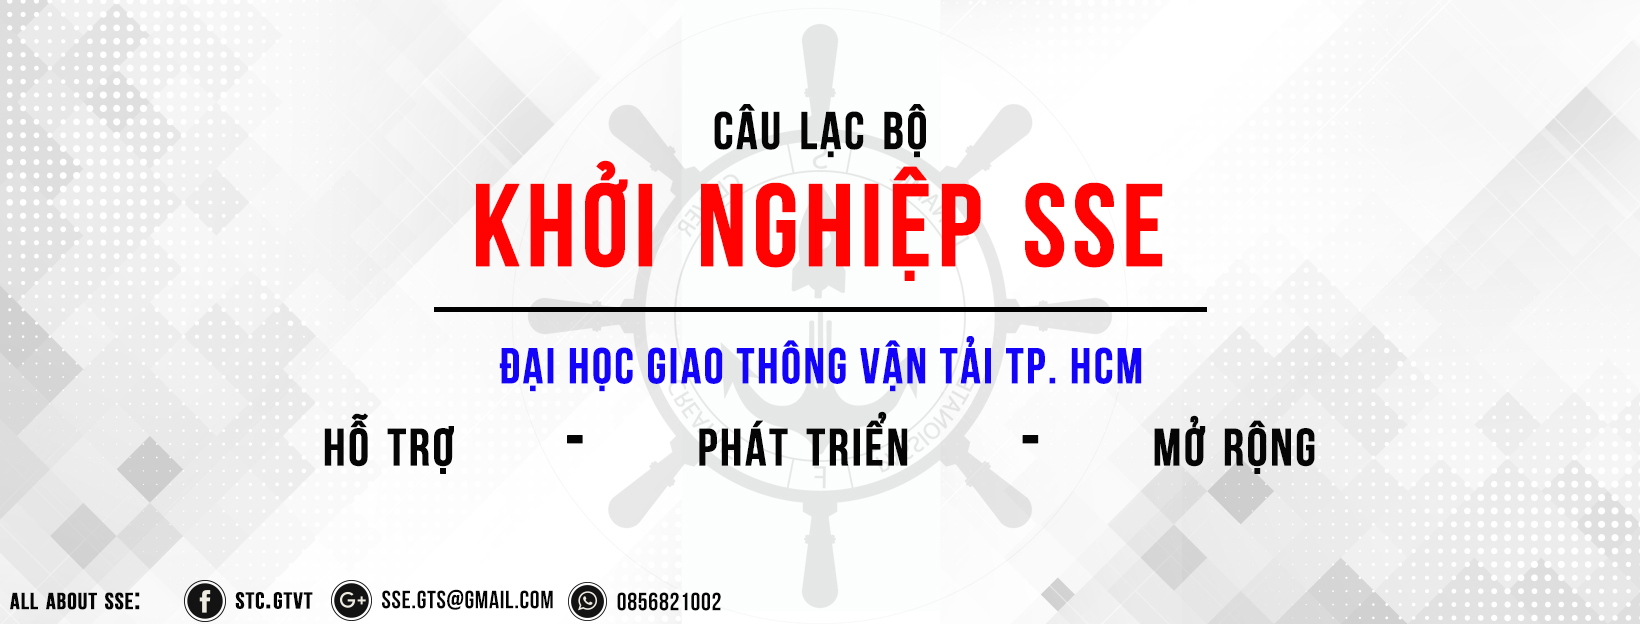 CÂU LẠC BỘ
KHỞI NGHIỆP SSE
ĐẠI HỌC GIAO THÔNG VẬN TẢI TP. HCM
HỖ TRỢ - PHÁT TRIỂN - MỞ RỘNG
ALL ABOUT SSE: STC.GTVT SSE.GTS@GMAIL.COM 0856821002